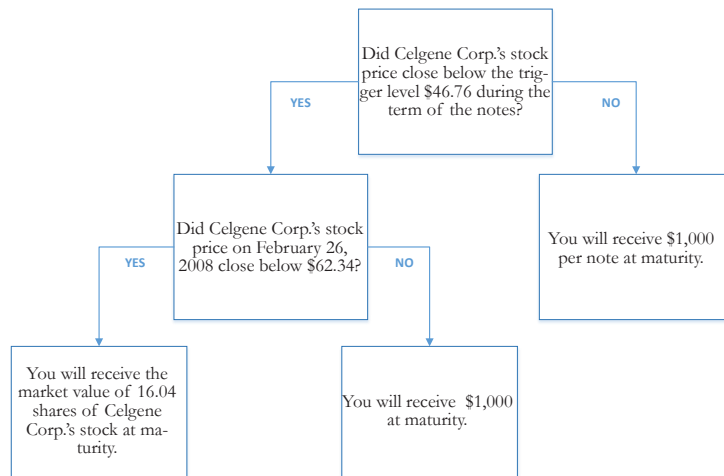 Did Celgene Corp.'s stock
price close below the trig-
ger level $46.76 during the
term of the notes?
YES
NO
Did Celgene Corp.'s stock
price on February 26,
2008 close below $62.34?
You will receive $1,000
per note at maturity.
YES
NO
You will receive the
market value of 16.04
shares of Celgene
Corp.'s stock at ma-
turity.
You will receive $1,000
at maturity.